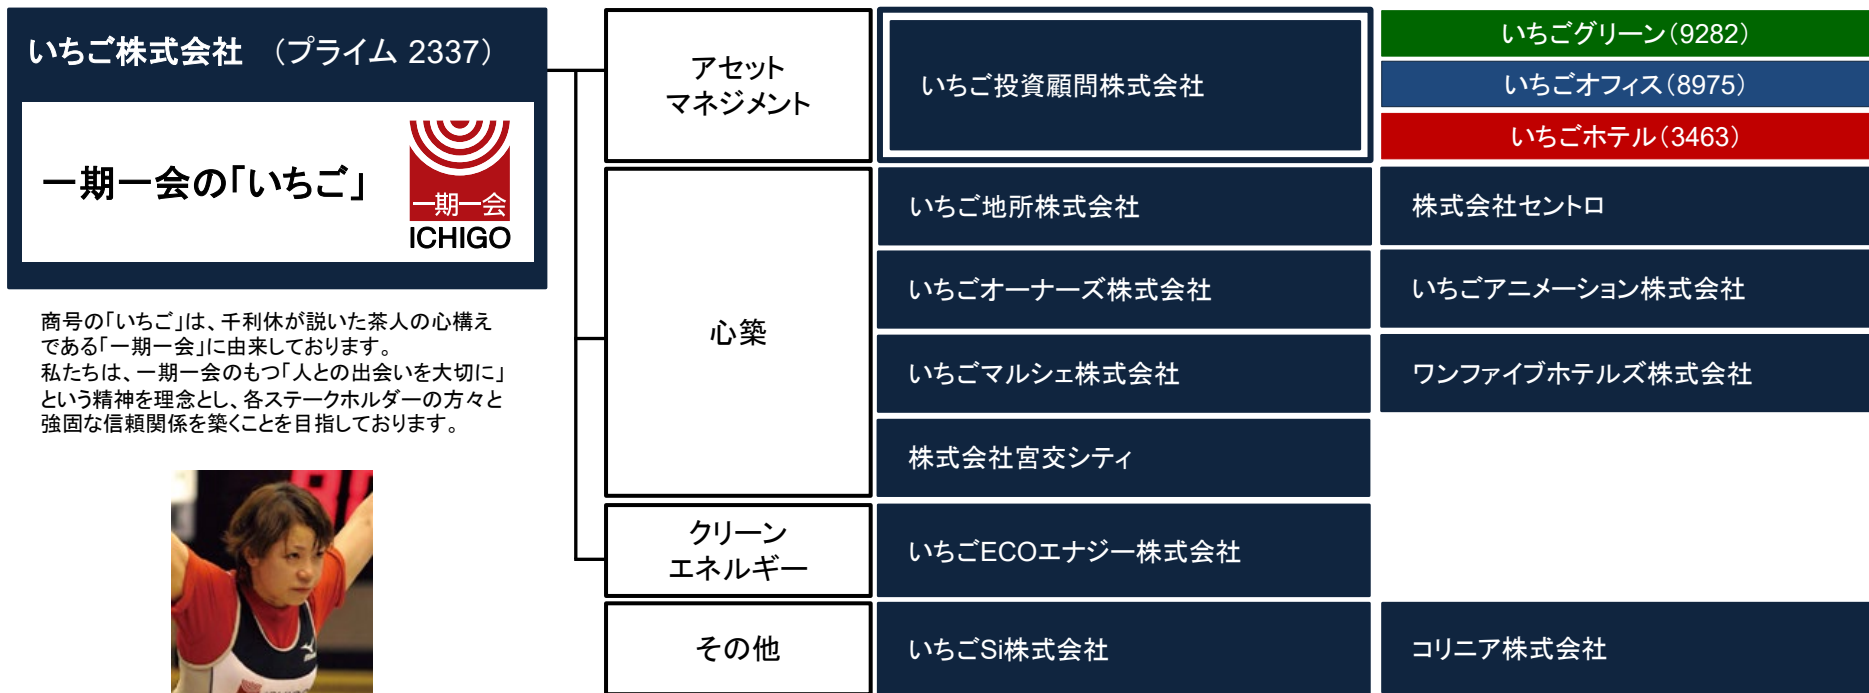 いちご株式会社 （プライム 2337）
一期一会の「いちご」
一期一会
ICHIGO
商号の「いちご」は、千利休が説いた茶人の心構え
である「一期一会」に由来しております。
私たちは、一期一会のもつ「人との出会いを大切に」
という精神を理念とし、各ステークホルダーの方々と
強固な信頼関係を築くことを目指しております。
アセット
マネジメント
いちご投資顧問株式会社
いちごグリーン（9282）
いちごオフィス（8975）
いちごホテル（3463）
心築
いちご地所株式会社
株式会社セントロ
いちごオーナーズ株式会社
いちごアニメーション株式会社
いちごマルシェ株式会社
ワンファイブホテルズ株式会社
株式会社宮交シティ
クリーン
エネルギー
いちごECOエナジー株式会社
その他
いちごSi株式会社
コリニア株式会社